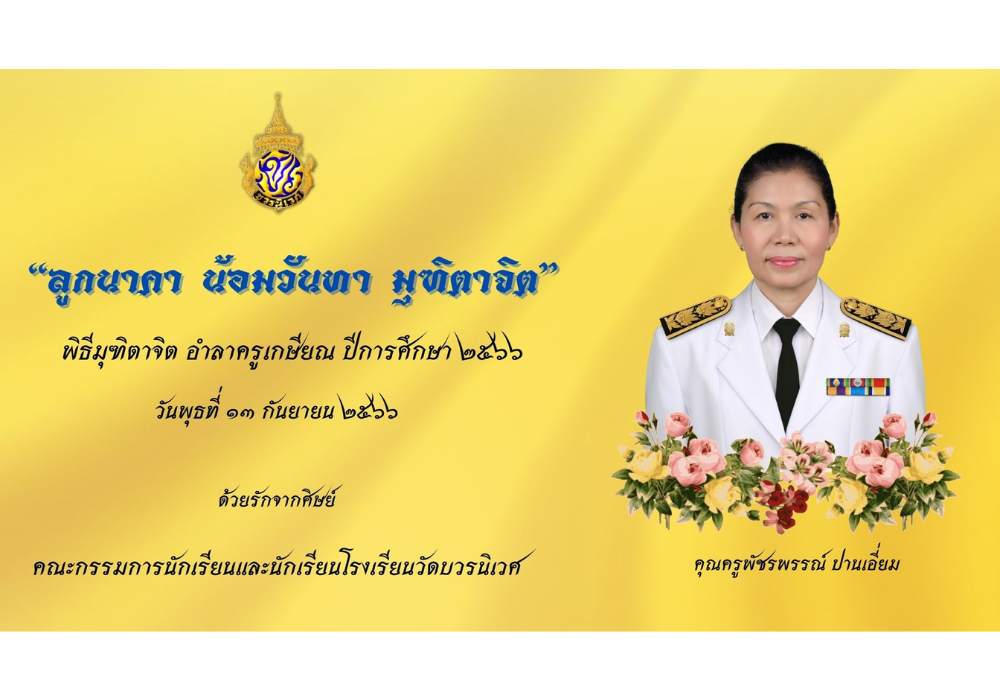 “ลูกนาคา น้อมวันทา มุฑิตาจิต”
พิธีมุฑิตาจิต อำลาครูเกษียณ ปีการศึกษา ๒๕๖๖
วันพุธที่ ๑๓ กันยายน ๒๕๖๖
ด้วยรักจากศิษย์
คณะกรรมการนักเรียนและนักเรียนโรงเรียนวัดบวรนิเวศ
คุณครูพัชรพรรณ์ ปานเอี่ยม